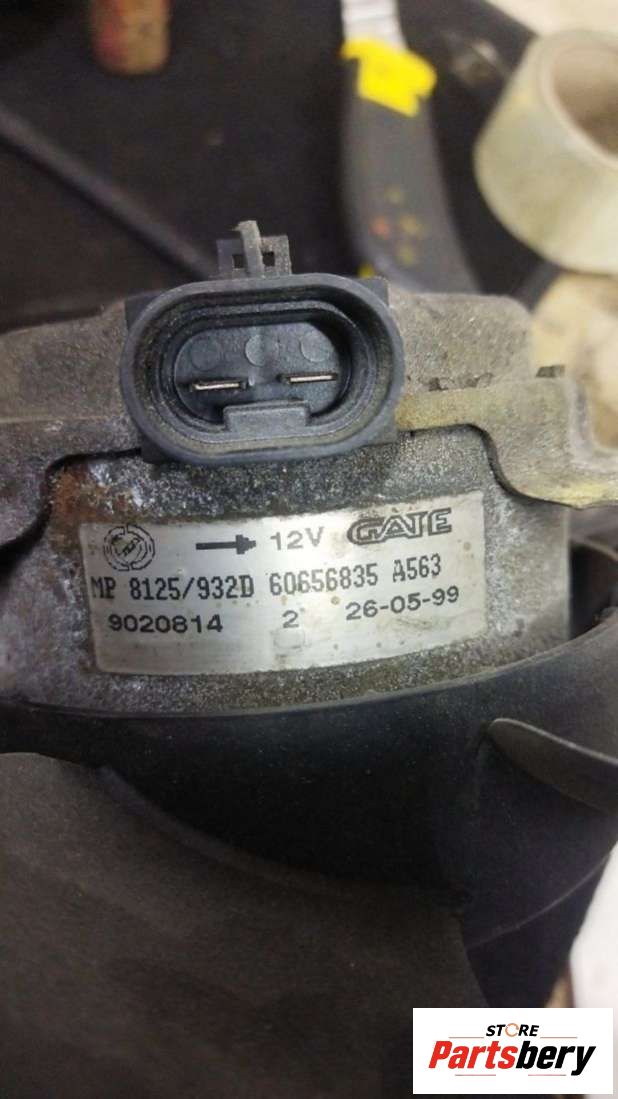 12V GATE
MP 8125/932D 60656835 A563
9020814 2 26-05-99
STORE
Partsbery